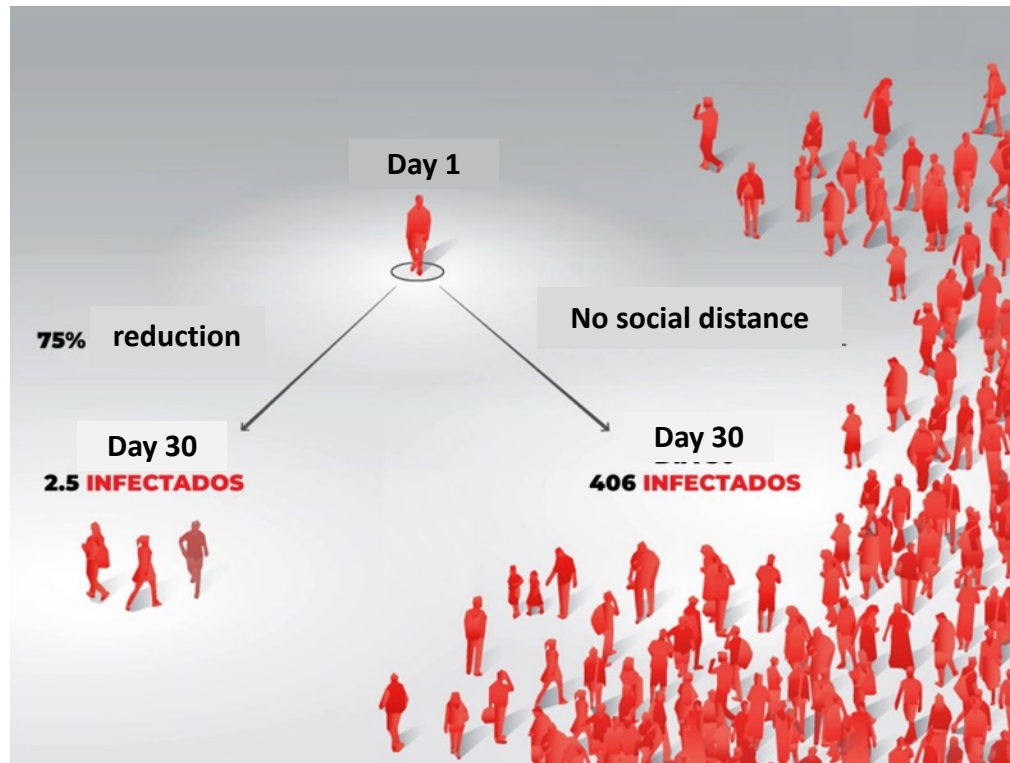 Day 1
75% reduction
No social distance
Day 30
2.5 INFECTADOS
Day 30
406 INFECTADOS